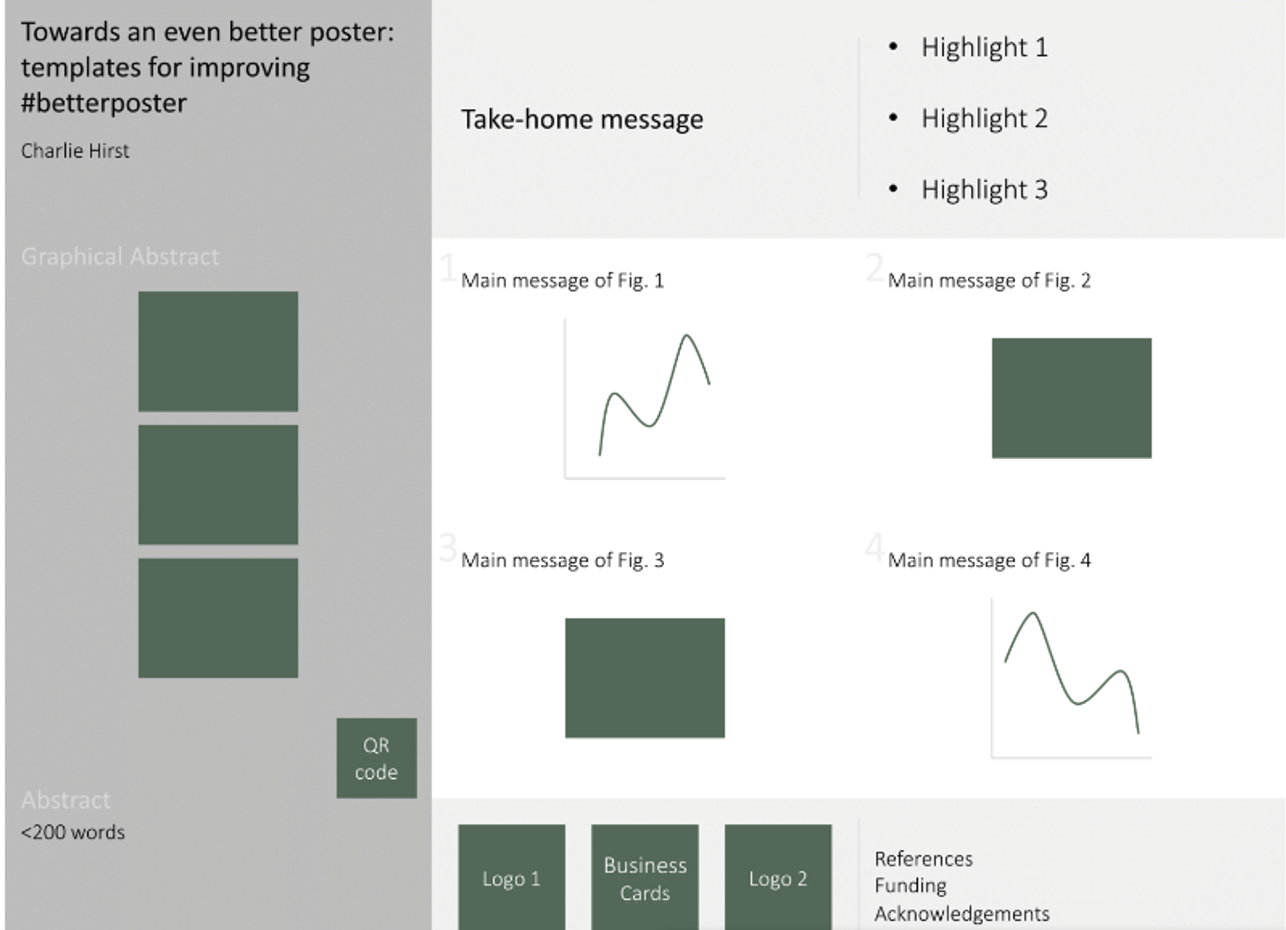 Towards an even better poster:
templates for improving
#betterposter
Charlie Hirst
Graphical Abstract
QR
code
Abstract
<200 words
Take-home message
• Highlight 1
• Highlight 2
• Highlight 3
1
Main message of Fig. 1
2
Main message of Fig. 2
3
Main message of Fig. 3
4
Main message of Fig. 4
Logo 1
Business
Cards
Logo 2
References
Funding
Acknowledgements